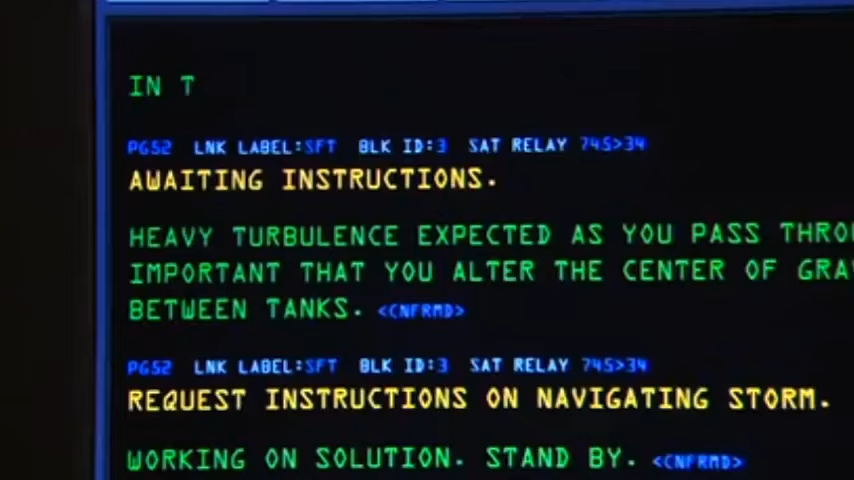 IN T
PG52 LNK LABEL:SFT BLK ID:3 SAT RELAY 745>34
AWAITING INSTRUCTIONS.
HEAVY TURBULENCE EXPECTED AS YOU PASS THRO
IMPORTANT THAT YOU ALTER THE CENTER OF GRA
BETWEEN TANKS. <CNFRMD>
PG52 LNK LABEL:SFT BLK ID:3 SAT RELAY 745>34
REQUEST INSTRUCTIONS ON NAVIGATING STORM.
WORKING ON SOLUTION. STAND BY. <CNFRMD>